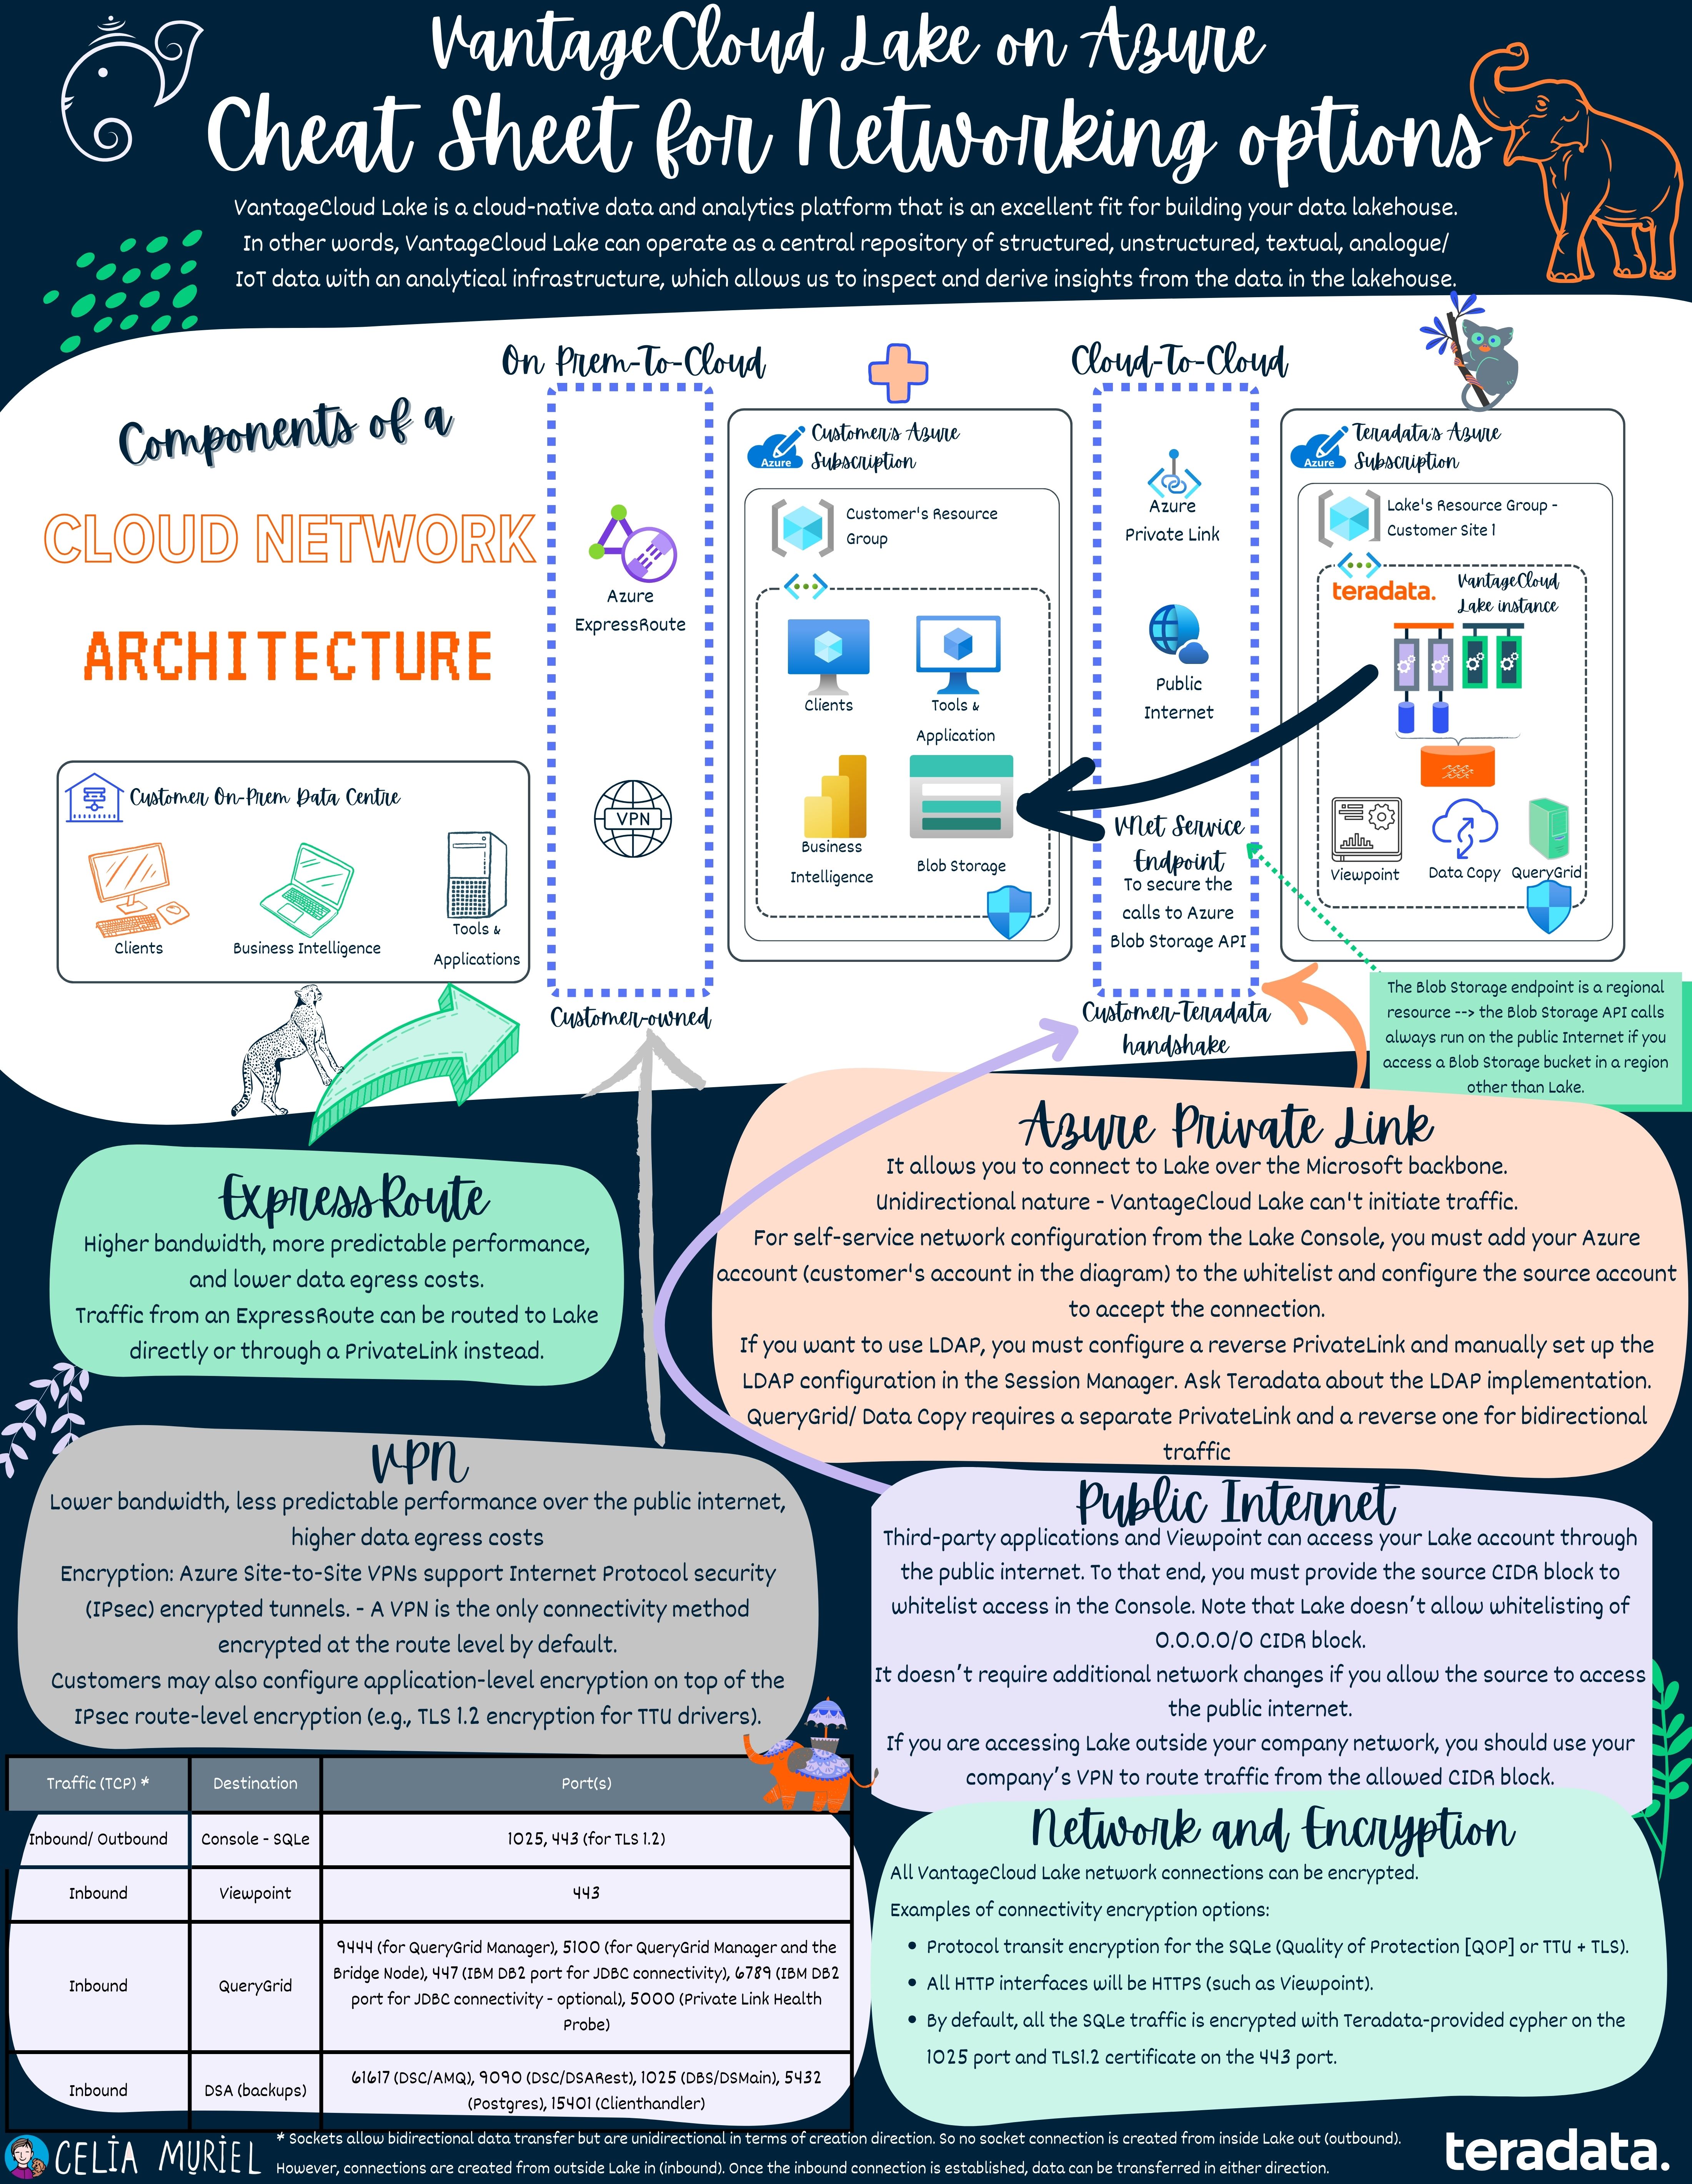 VantageCloud Lake on Azure
Cheat Sheet for Networking options
VantageCloud Lake is a cloud-native data and analytics platform that is an excellent fit for building your data lakehouse.
In other words, VantageCloud Lake can operate as a central repository of structured, unstructured, textual, analogue/
IoT data with an analytical infrastructure, which allows us to inspect and derive insights from the data in the lakehouse.
Components of a
CLOUD NETWORK
ARCHITECTURE
Customer On-Prem Data Centre
Clients
Business Intelligence
Tools &
Applications
On Prem-To-Cloud
Azure
ExpressRoute
VPN
Customer-owned
Azure
Customer's Azure
Subscription
Customer's Resource
Group
Clients
Tools &
Application
Business
Intelligence
Blob Storage
Cloud-To-Cloud
Azure
Private Link
Public
Internet
VNet Service
Endpoint
To secure the
calls to Azure
Blob Storage API
Customer-Teradata
handshake
Azure
Teradata's Azure
Subscription
Lake's Resource Group -
Customer Site 1
teradata.
VantageCloud
Lake instance
Viewpoint
Data Copy
QueryGrid
The Blob Storage endpoint is a regional
resource --> the Blob Storage API calls
always run on the public Internet if you
access a Blob Storage bucket in a region
other than Lake.
ExpressRoute
Higher bandwidth, more predictable performance,
and lower data egress costs.
Traffic from an ExpressRoute can be routed to Lake
directly or through a PrivateLink instead.
Azure Private Link
It allows you to connect to Lake over the Microsoft backbone.
Unidirectional nature - VantageCloud Lake can't initiate traffic.
For self-service network configuration from the Lake Console, you must add your Azure
account (customer's account in the diagram) to the whitelist and configure the source account
to accept the connection.
If you want to use LDAP, you must configure a reverse PrivateLink and manually set up the
LDAP configuration in the Session Manager. Ask Teradata about the LDAP implementation.
QueryGrid/ Data Copy requires a separate PrivateLink and a reverse one for bidirectional
traffic
VPN
Lower bandwidth, less predictable performance over the public internet,
higher data egress costs
Encryption: Azure Site-to-Site VPNs support Internet Protocol security
(IPsec) encrypted tunnels. - A VPN is the only connectivity method
encrypted at the route level by default.
Customers may also configure application-level encryption on top of the
IPsec route-level encryption (e.g., TLS 1.2 encryption for TTU drivers).
Public Internet
Third-party applications and Viewpoint can access your Lake account through
the public internet. To that end, you must provide the source CIDR block to
whitelist access in the Console. Note that Lake doesn't allow whitelisting of
0.0.0.0/0 CIDR block.
It doesn't require additional network changes if you allow the source to access
the public internet.
If you are accessing Lake outside your company network, you should use your
company's VPN to route traffic from the allowed CIDR block.
Traffic (TCP) * Destination Port(s)
Inbound/ Outbound Console - SQLe 1025, 443 (for TLS 1.2)
Inbound Viewpoint 443
Inbound QueryGrid
9444 (for QueryGrid Manager), 5100 (for QueryGrid Manager and the
Bridge Node), 447 (IBM DB2 port for JDBC connectivity), 6789 (IBM DB2
port for JDBC connectivity - optional), 5000 (Private Link Health
Probe)
Inbound DSA (backups)
61617 (DSC/AMQ), 9090 (DSC/DSARest), 1025 (DBS/DSMain), 5432
(Postgres), 15401 (Clienthandler)
Network and Encryption
All VantageCloud Lake network connections can be encrypted.
Examples of connectivity encryption options:
• Protocol transit encryption for the SQLe (Quality of Protection [QOP] or TTU + TLS).
• All HTTP interfaces will be HTTPS (such as Viewpoint).
• By default, all the SQLe traffic is encrypted with Teradata-provided cypher on the
1025 port and TLS1.2 certificate on the 443 port.
CELIA MURIEL
* Sockets allow bidirectional data transfer but are unidirectional in terms of creation direction. So no socket connection is created from inside Lake out (outbound).
However, connections are created from outside Lake in (inbound). Once the inbound connection is established, data can be transferred in either direction.
teradata.